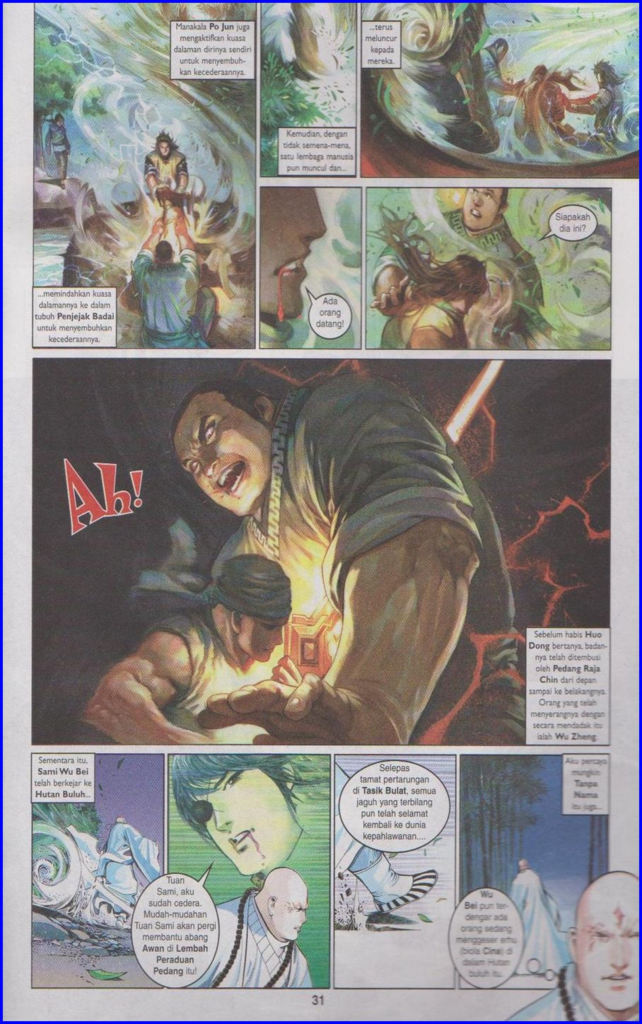 Manakala Po Jun juga
mengaktifkan kuasa
dalaman dirinya sendiri
untuk menyembuh-
kan kecederaannya.
...memindahkan kuasa
dalamannya ke dalam
tubuh Penjejak Badai
untuk menyembuhkan
kecederaannya.
Kemudian, dengan
tidak semena-mena,
satu lembaga manusia
pun muncul dan...
...terus
meluncur
kepada
mereka.
Ada
orang
datang!
Siapakah
dia ini?
Ah!
Sebelum habis Huo
Dong bertanya, badan-
nya telah ditembusi
oleh Pedang Raja
Chin dari depan
sampai ke belakangnya.
Orang yang telah
menyerangnya dengan
secara mendadak itu
ialah Wu Zheng.
Sementara itu,
Sami Wu Bei
telah berkejar ke
Hutan Buluh...
Tuan
Sami, aku
sudah cedera.
Mudah-mudahan
Tuan Sami akan pergi
membantu abang
Awan di Lembah
Peraduan
Pedang itu!
Selepas
tamat pertarungan
di Tasik Bulat, semua
jaguh yang terbilang
pun telah selamat
kembali ke dunia
kepahlawanan....
Aku percaya
mungkin
Tanpa
Nama
itu juga...
Wu
Bei pun ter-
dengar ada
orang sedang
menggeser erhu
(biola Cina) di
dalam Hutan
buluh itu.
31